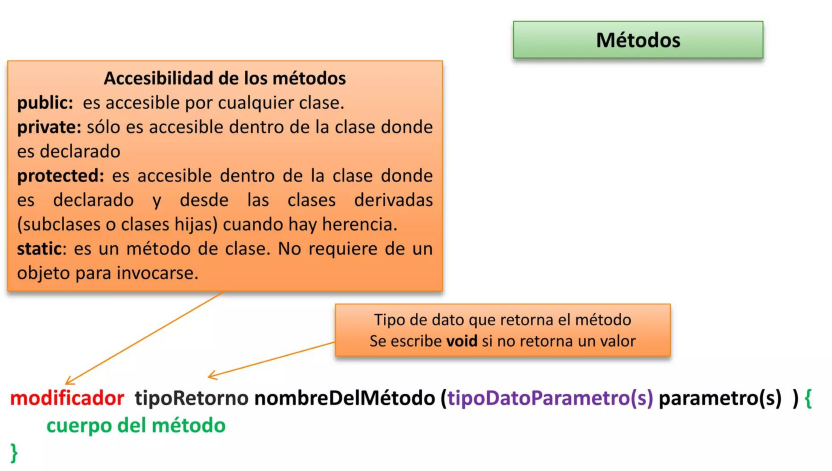 Métodos
Accesibilidad de los métodos
public: es accesible por cualquier clase.
private: sólo es accesible dentro de la clase donde
es declarado
protected: es accesible dentro de la clase donde
es declarado y desde las clases derivadas
(subclases o clases hijas) cuando hay herencia.
static: es un método de clase. No requiere de un
objeto para invocarse.
Tipo de dato que retorna el método
Se escribe void si no retorna un valor
modificador tipoRetorno nombreDelMétodo (tipoDatoParametro(s) parametro(s) ) {
cuerpo del método
}